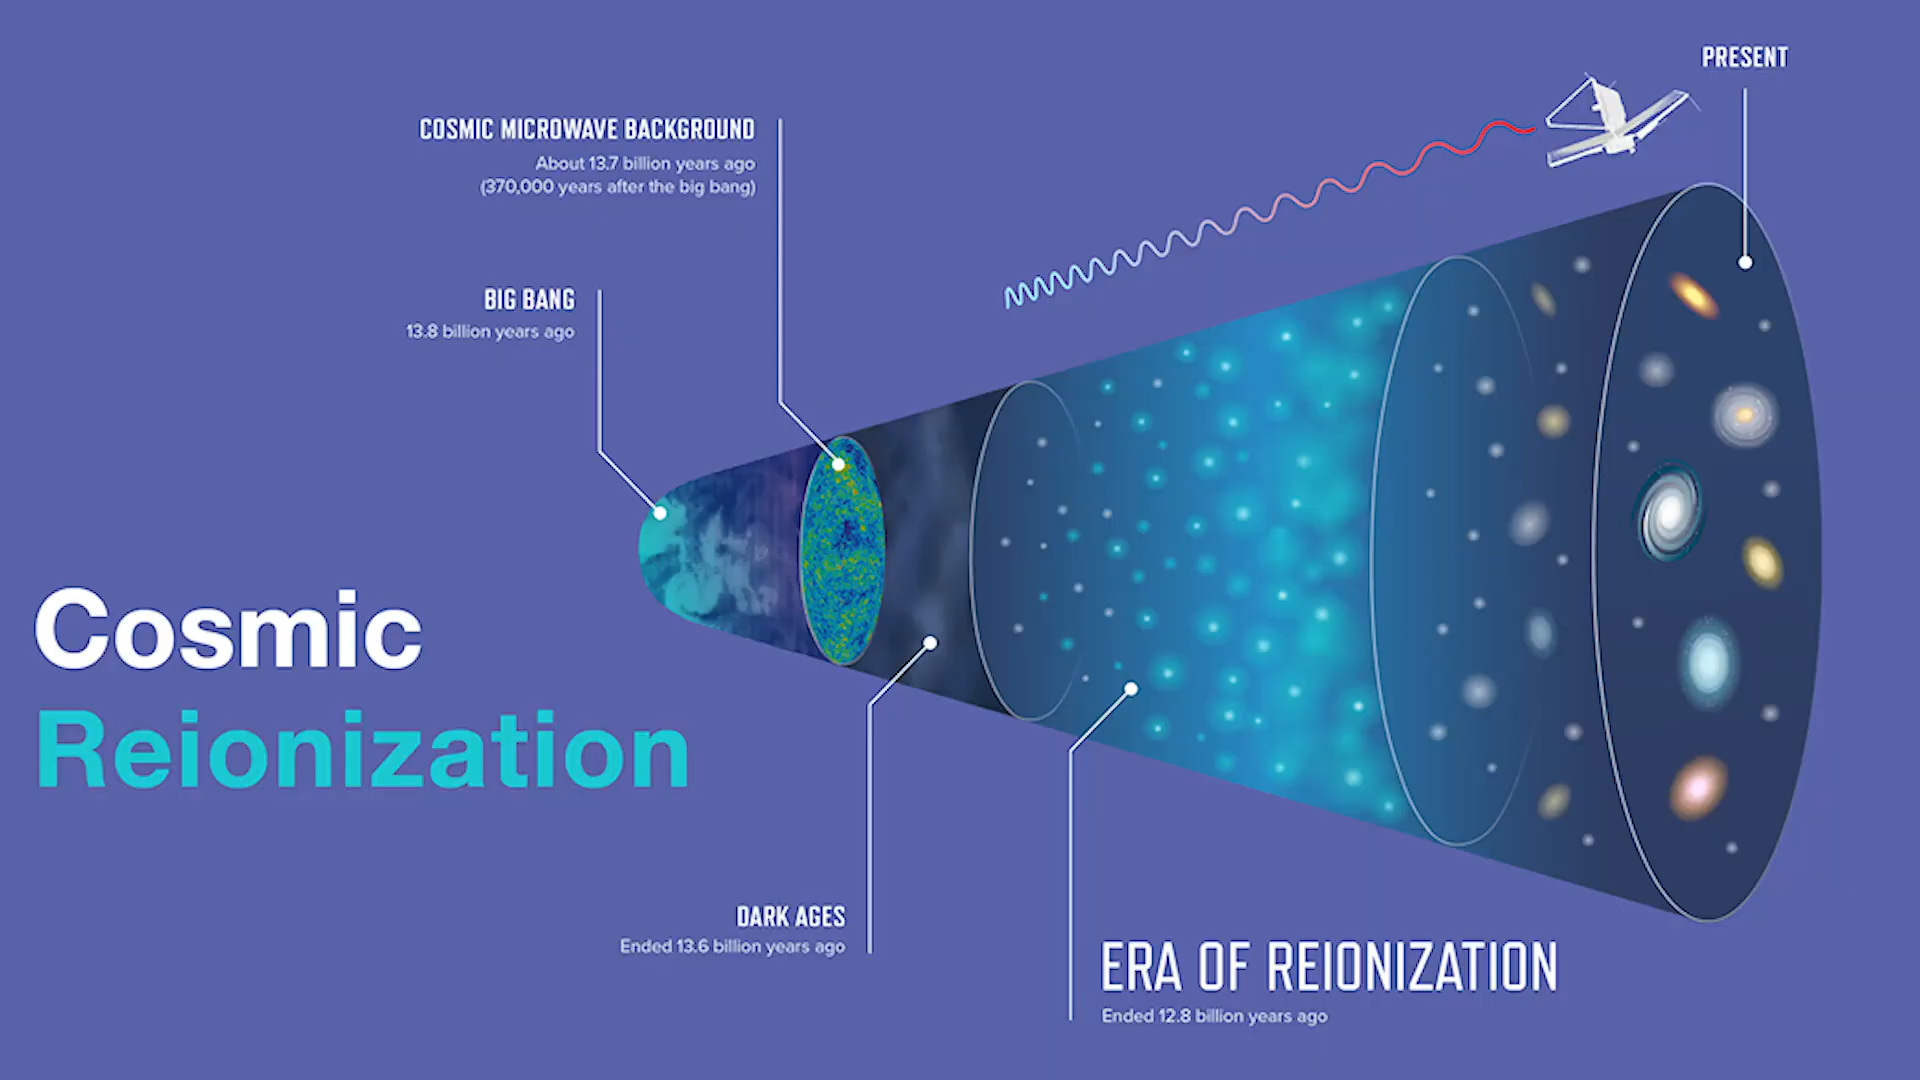 PRESENT
COSMIC MICROWAVE BACKGROUND
About 13.7 billion years ago
(370,000 years after the big bang)
BIG BANG
13.8 billion years ago
Cosmic
Reionization
DARK AGES
Ended 13.6 billion years ago
ERA OF REIONIZATION
Ended 12.8 billion years ago